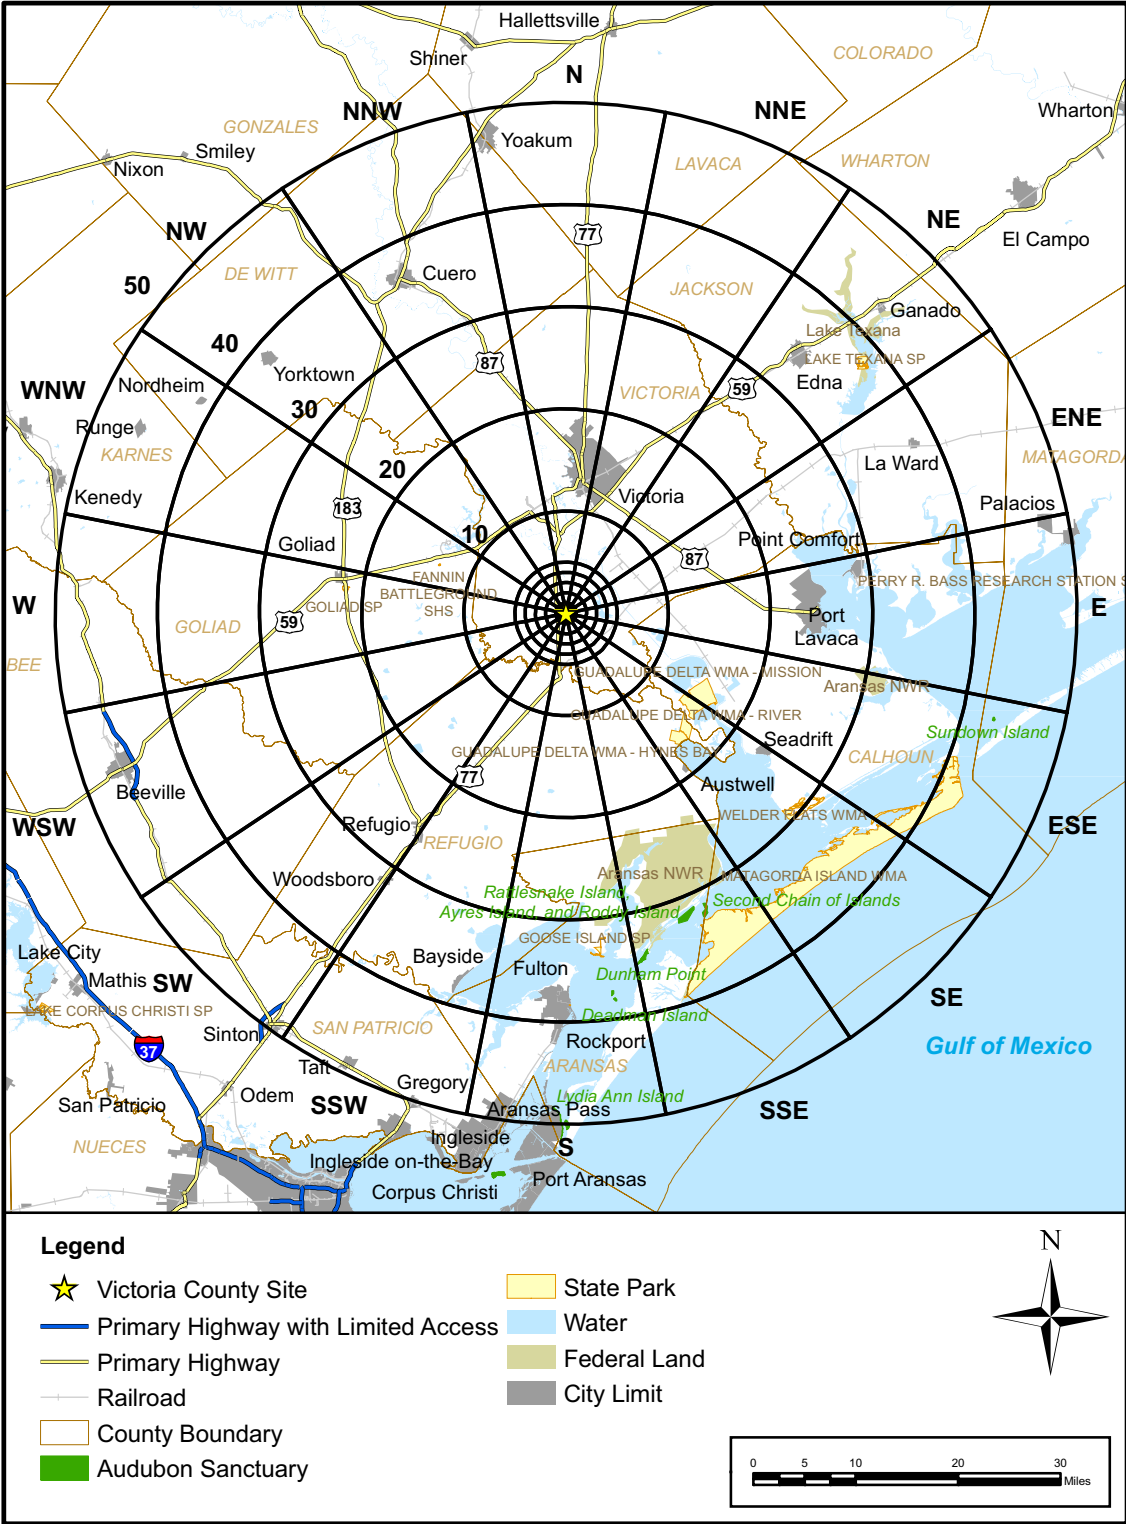 Hallettsville
Shiner
COLORADO
N
NNW
NNE
Wharton
GONZALES
Yoakum
Smiley
Nixon
LAVACA
WHARTON
NW
NE
77
El Campo
DE WITT
Cuero
50
JACKSON
Ganado
Lake Texana
40
LAKE TEXANA SP
87
Yorktown
Edna
Nordheim
59
WNW
VICTORIA
30
ENE
Runge
KARNES
MATAGORDA
La Ward
20
Kenedy
Victoria
Palacios
183
10
Point Comfort
Goliad
87
FANNIN
BATTLEGROUND
SHS
PERRY R. BASS RESEARCH STATION S
W
GOLIAD SP
E
59
Port
Lavaca
GOLIAD
BEE
GUADALUPE DELTA WMA - MISSION
Aransas NWR
GUADALUPE DELTA WMA - RIVER
Sundown Island
Seadrift
GUADALUPE DELTA WMA - HYNES BAY
CALHOUN
77
Austwell
Beeville
WELDER FLATS WMA
WSW
Refugio
ESE
REFUGIO
Woodsboro
Aransas NWR
MATAGORDA ISLAND WMA
Rattlesnake Island,
Ayres Island, and Roddy Island
Second Chain of Islands
GOOSE ISLAND SP
Lake City
Bayside
Fulton
Mathis
SW
Dunham Point
SE
LAKE CORPUS CHRISTI SP
Deadman Island
SAN PATRICIO
Sinton
Rockport
Gulf of Mexico
37
Taft
ARANSAS
Gregory
Odem
Lydia Ann Island
San Patricio
SSW
Aransas Pass
SSE
Ingleside
NUECES
S
Ingleside on-the-Bay
Port Aransas
Corpus Christi
Legend
Victoria County Site
Primary Highway with Limited Access
Primary Highway
Railroad
County Boundary
Audubon Sanctuary
State Park
Water
Federal Land
City Limit
N
0 5 10 20 30
Miles